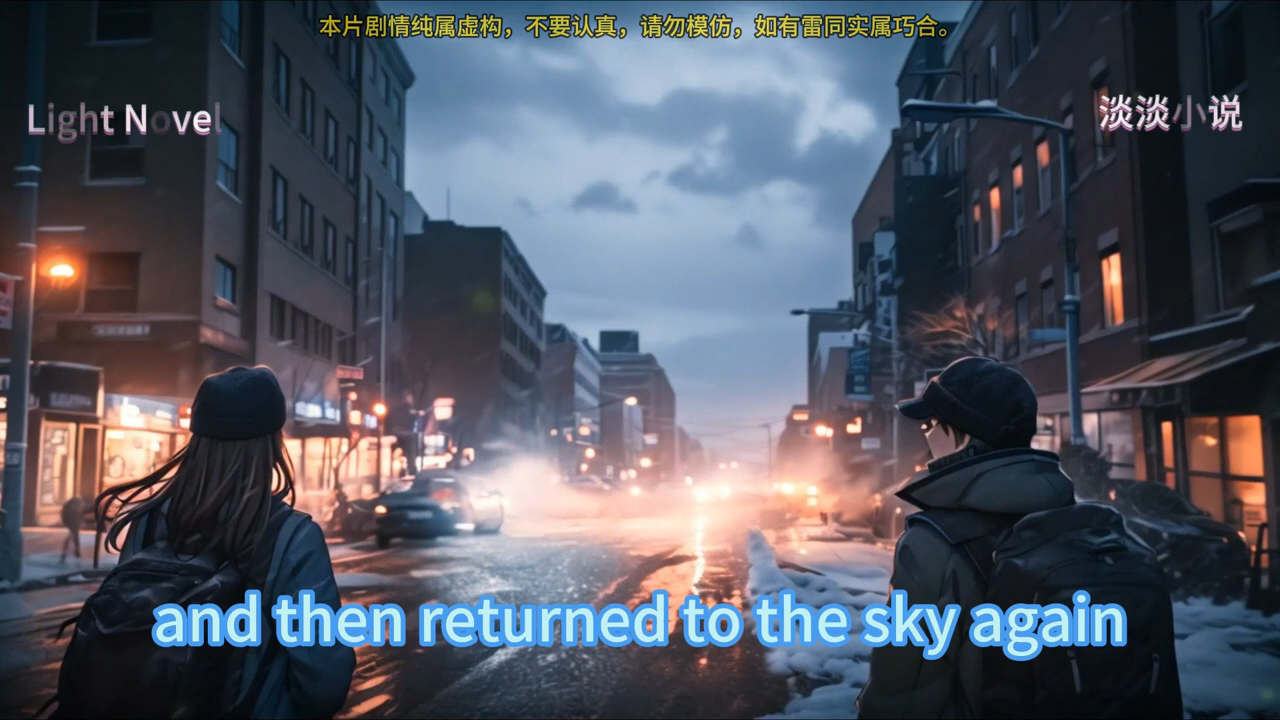 本片剧情纯属虚构，不要认真，请勿模仿，如有雷同实属巧合。
Light Novel
淡淡小说
and then returned to the sky again